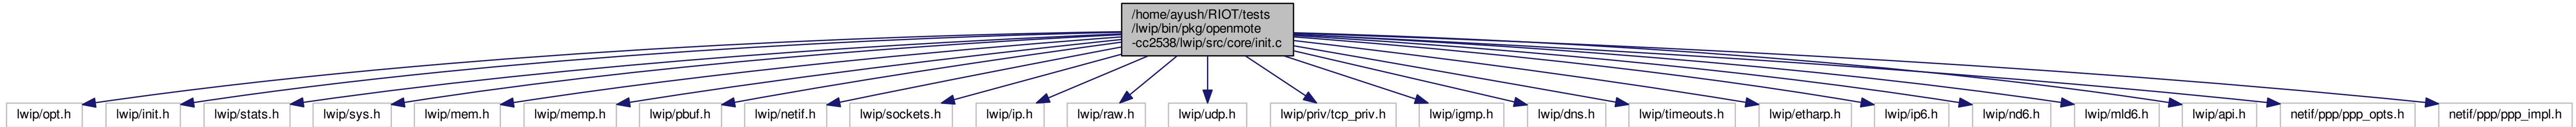 /home/ayush/RIOT/tests
/lwip/bin/pkg/openmote
-cc2538/lwip/src/core/init.c
lwip/opt.h
lwip/init.h
lwip/stats.h
lwip/sys.h
lwip/mem.h
lwip/memp.h
lwip/pbuf.h
lwip/netif.h
lwip/sockets.h
lwip/ip.h
lwip/raw.h
lwip/udp.h
lwip/priv/tcp_priv.h
lwip/igmp.h
lwip/dns.h
lwip/timeouts.h
lwip/etharp.h
lwip/ip6.h
lwip/nd6.h
lwip/mld6.h
lwip/api.h
netif/ppp/ppp_opts.h
netif/ppp/ppp_impl.h